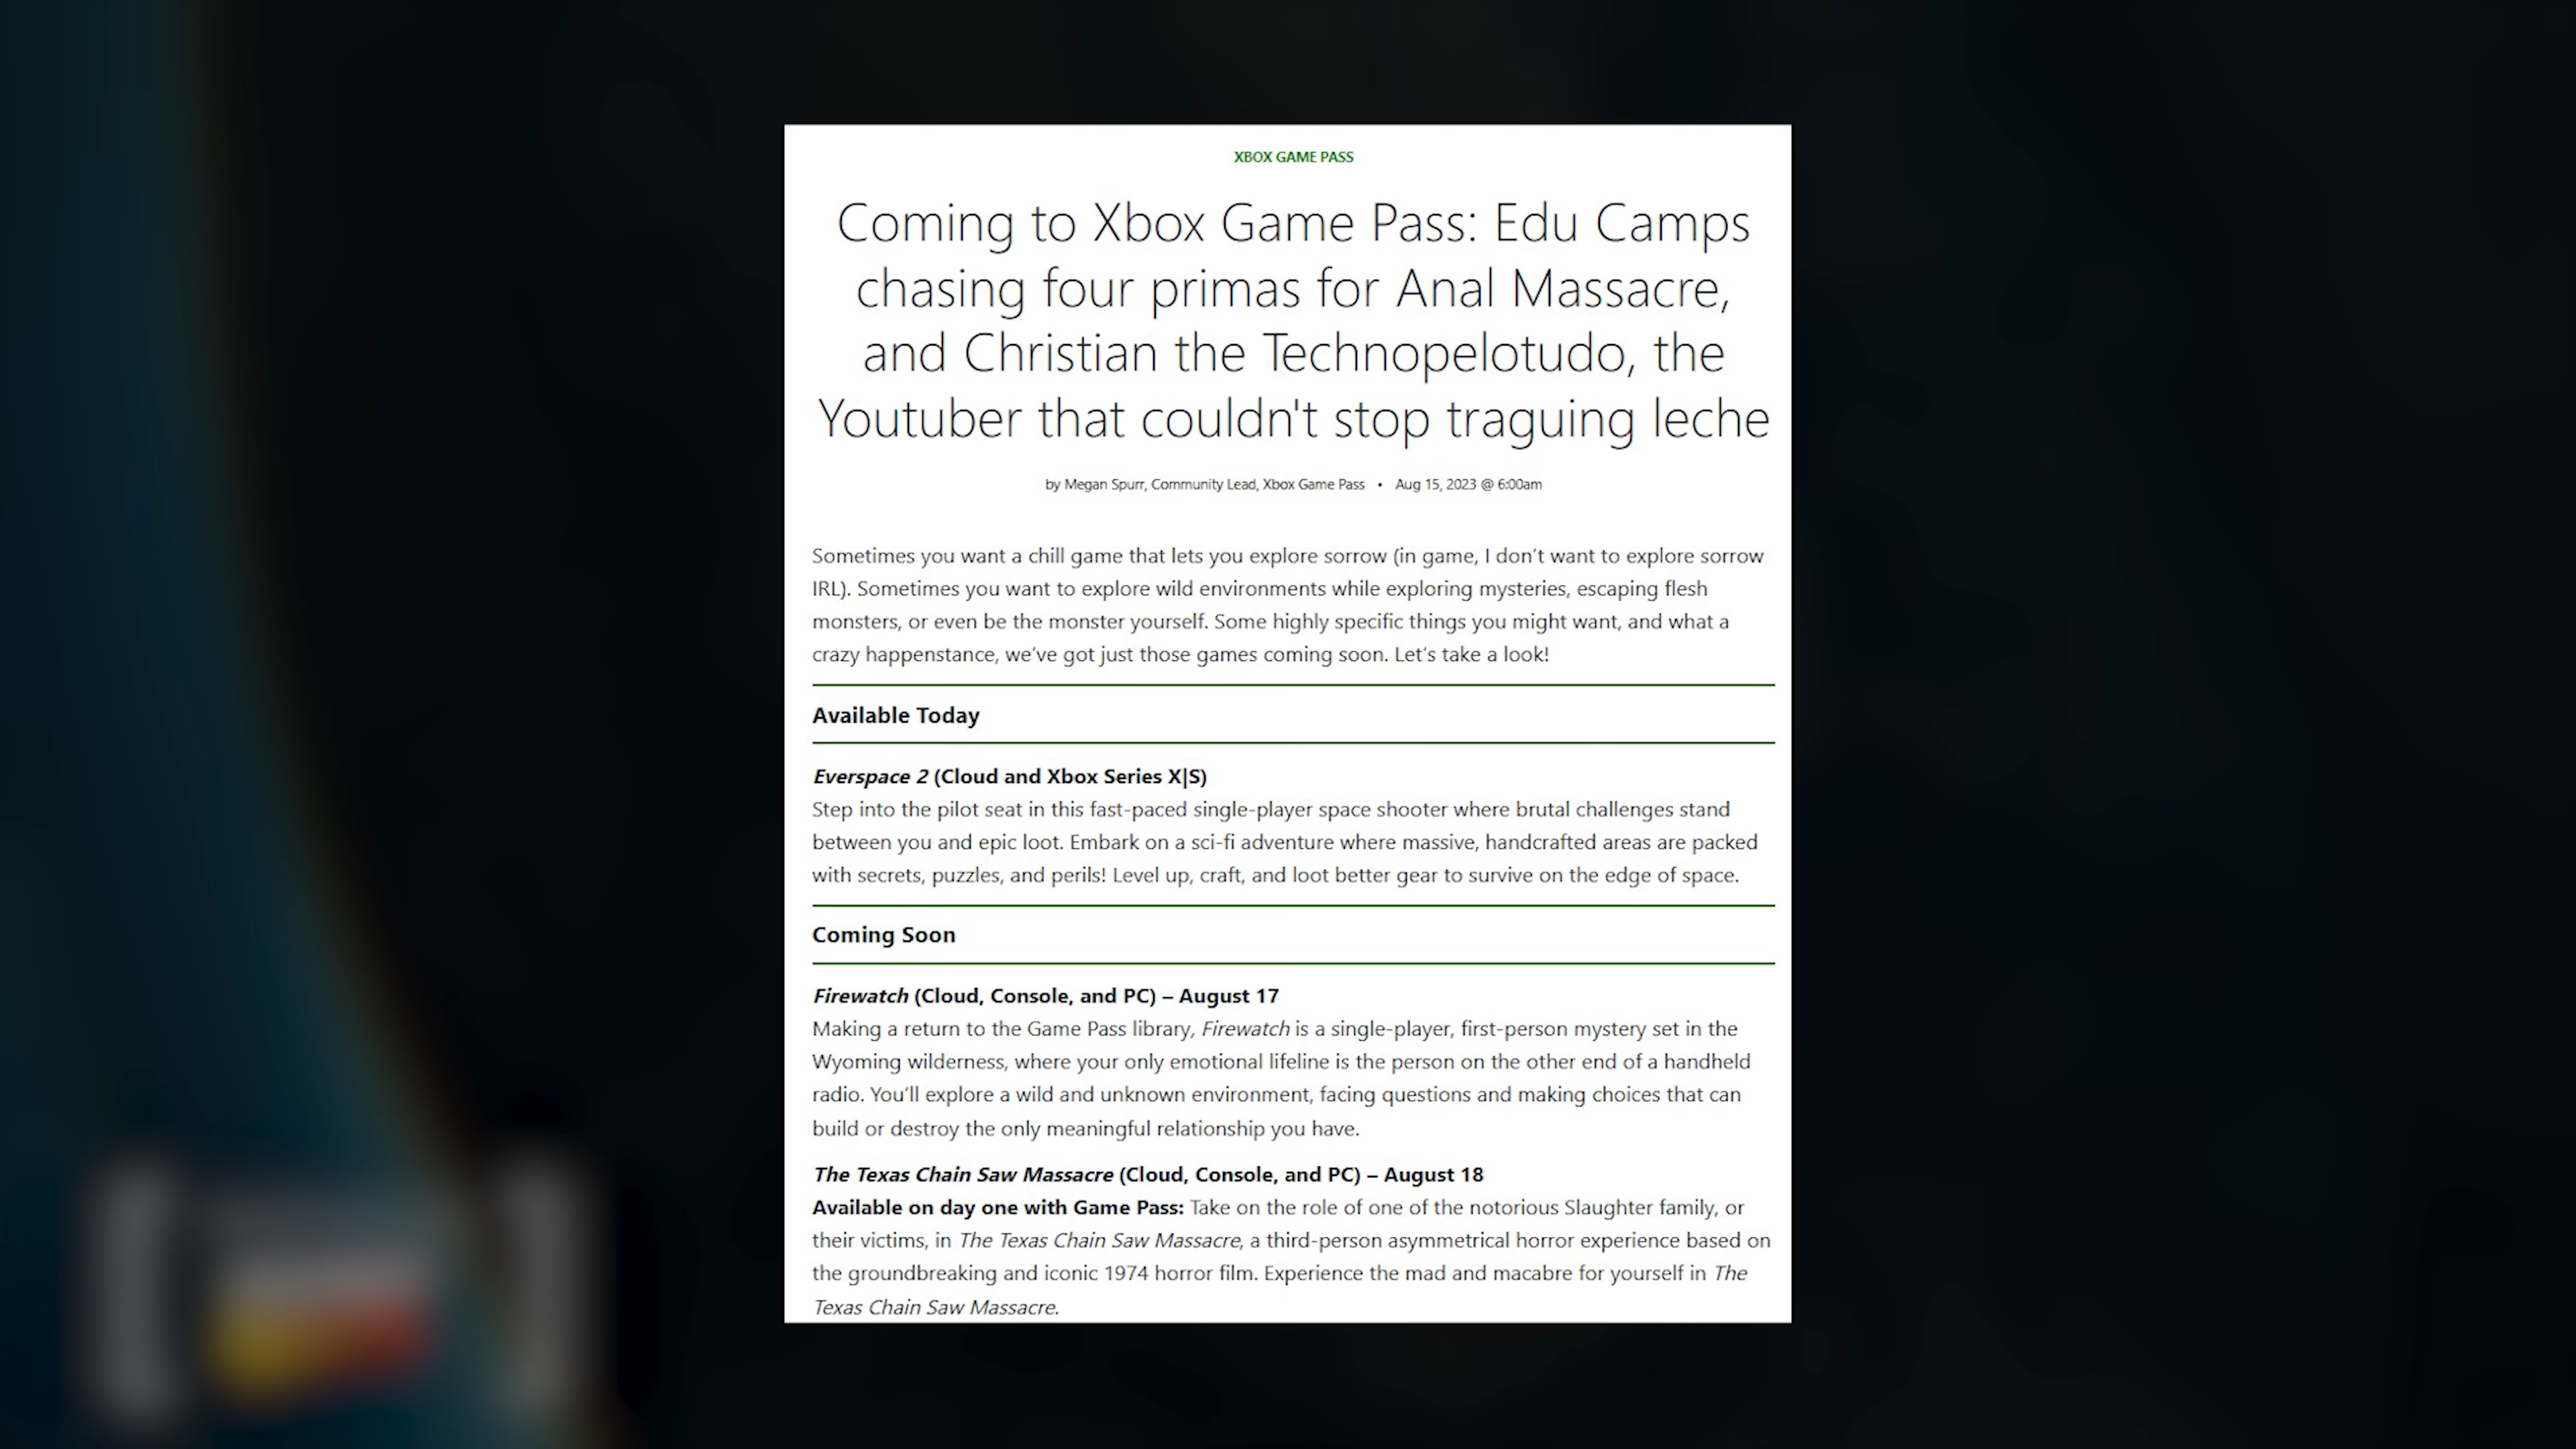 XBOX GAME PASS
Coming to Xbox Game Pass: Edu Camps
chasing four primas for Anal Massacre,
and Christian the Technopelotudo, the
Youtuber that couldn't stop traguing leche
by Megan Spurr, Community Lead, Xbox Game Pass • Aug 15, 2023 @ 6:00am
Sometimes you want a chill game that lets you explore sorrow (in game, I don’t want to explore sorrow
IRL). Sometimes you want to explore wild environments while exploring mysteries, escaping flesh
monsters, or even be the monster yourself. Some highly specific things you might want, and what a
crazy happenstance, we’ve got just those games coming soon. Let’s take a look!
Available Today
Everspace 2 (Cloud and Xbox Series X|S)
Step into the pilot seat in this fast-paced single-player space shooter where brutal challenges stand
between you and epic loot. Embark on a sci-fi adventure where massive, handcrafted areas are packed
with secrets, puzzles, and perils! Level up, craft, and loot better gear to survive on the edge of space.
Coming Soon
Firewatch (Cloud, Console, and PC) – August 17
Making a return to the Game Pass library, Firewatch is a single-player, first-person mystery set in the
Wyoming wilderness, where your only emotional lifeline is the person on the other end of a handheld
radio. You’ll explore a wild and unknown environment, facing questions and making choices that can
build or destroy the only meaningful relationship you have.
The Texas Chain Saw Massacre (Cloud, Console, and PC) – August 18
Available on day one with Game Pass: Take on the role of one of the notorious Slaughter family, or
their victims, in The Texas Chain Saw Massacre, a third-person asymmetrical horror experience based on
the groundbreaking and iconic 1974 horror film. Experience the mad and macabre for yourself in The
Texas Chain Saw Massacre.